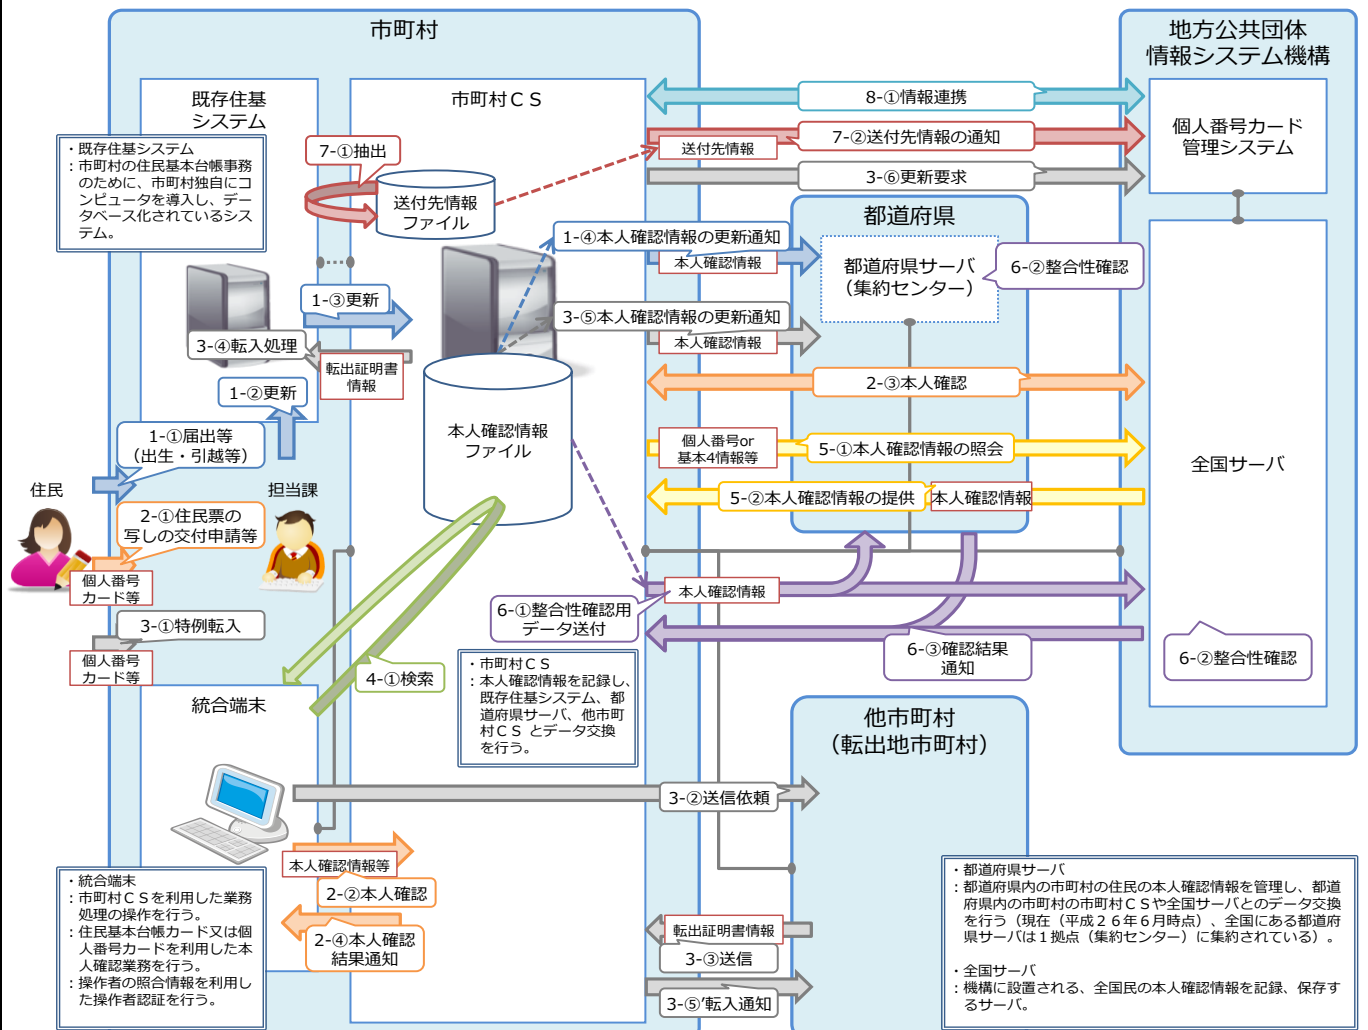 市町村
地方公共団体
情報システム機構
既存住基
システム
市町村ＣＳ
個人番号カード
管理システム
・既存住基システム
：市町村の住民基本台帳事務
のために、市町村独自にコ
ンピュータを導入し、デー
タベース化されているシス
テム。
7-①抽出
送付先情報
ファイル
8-①情報連携
7-②送付先情報の通知
送付先情報
3-⑥更新要求
都道府県
都道府県サーバ
（集約センター）
6-②整合性確認
1-④本人確認情報の更新通知
本人確認情報
1-③更新
3-⑤本人確認情報の更新通知
本人確認情報
3-④転入処理
転出証明書
情報
1-②更新
2-③本人確認
本人確認情報
ファイル
1-①届出等
（出生・引越等）
個人番号or
基本4情報等
5-①本人確認情報の照会
全国サーバ
5-②本人確認情報の提供
本人確認情報
住民
担当課
2-①住民票の
写しの交付申請等
個人番号
カード等
3-①特例転入
個人番号
カード等
6-①整合性確認用
データ送付
本人確認情報
6-③確認結果
通知
6-②整合性確認
4-①検索
・市町村ＣＳ
：本人確認情報を記録し、
既存住基システム、都
道府県サーバ、他市町
村ＣＳ とデータ交換
を行う。
統合端末
他市町村
（転出地市町村）
3-②送信依頼
本人確認情報等
2-②本人確認
2-④本人確認
結果通知
転出証明書情報
3-③送信
3-⑤’転入通知
・統合端末
：市町村ＣＳを利用した業務
処理の操作を行う。
：住民基本台帳カード又は個
人番号カードを利用した本
人確認業務を行う。
：操作者の照合情報を利用し
た操作者認証を行う。
・都道府県サーバ
：都道府県内の市町村の住民の本人確認情報を管理し、都道
府県内の市町村の市町村ＣＳや全国サーバとのデータ交換
を行う（現在（平成２６年６月時点）、全国にある都道府
県サーバは１拠点（集約センター）に集約されている）。
・全国サーバ
：機構に設置される、全国民の本人確認情報を記録、保存す
るサーバ。